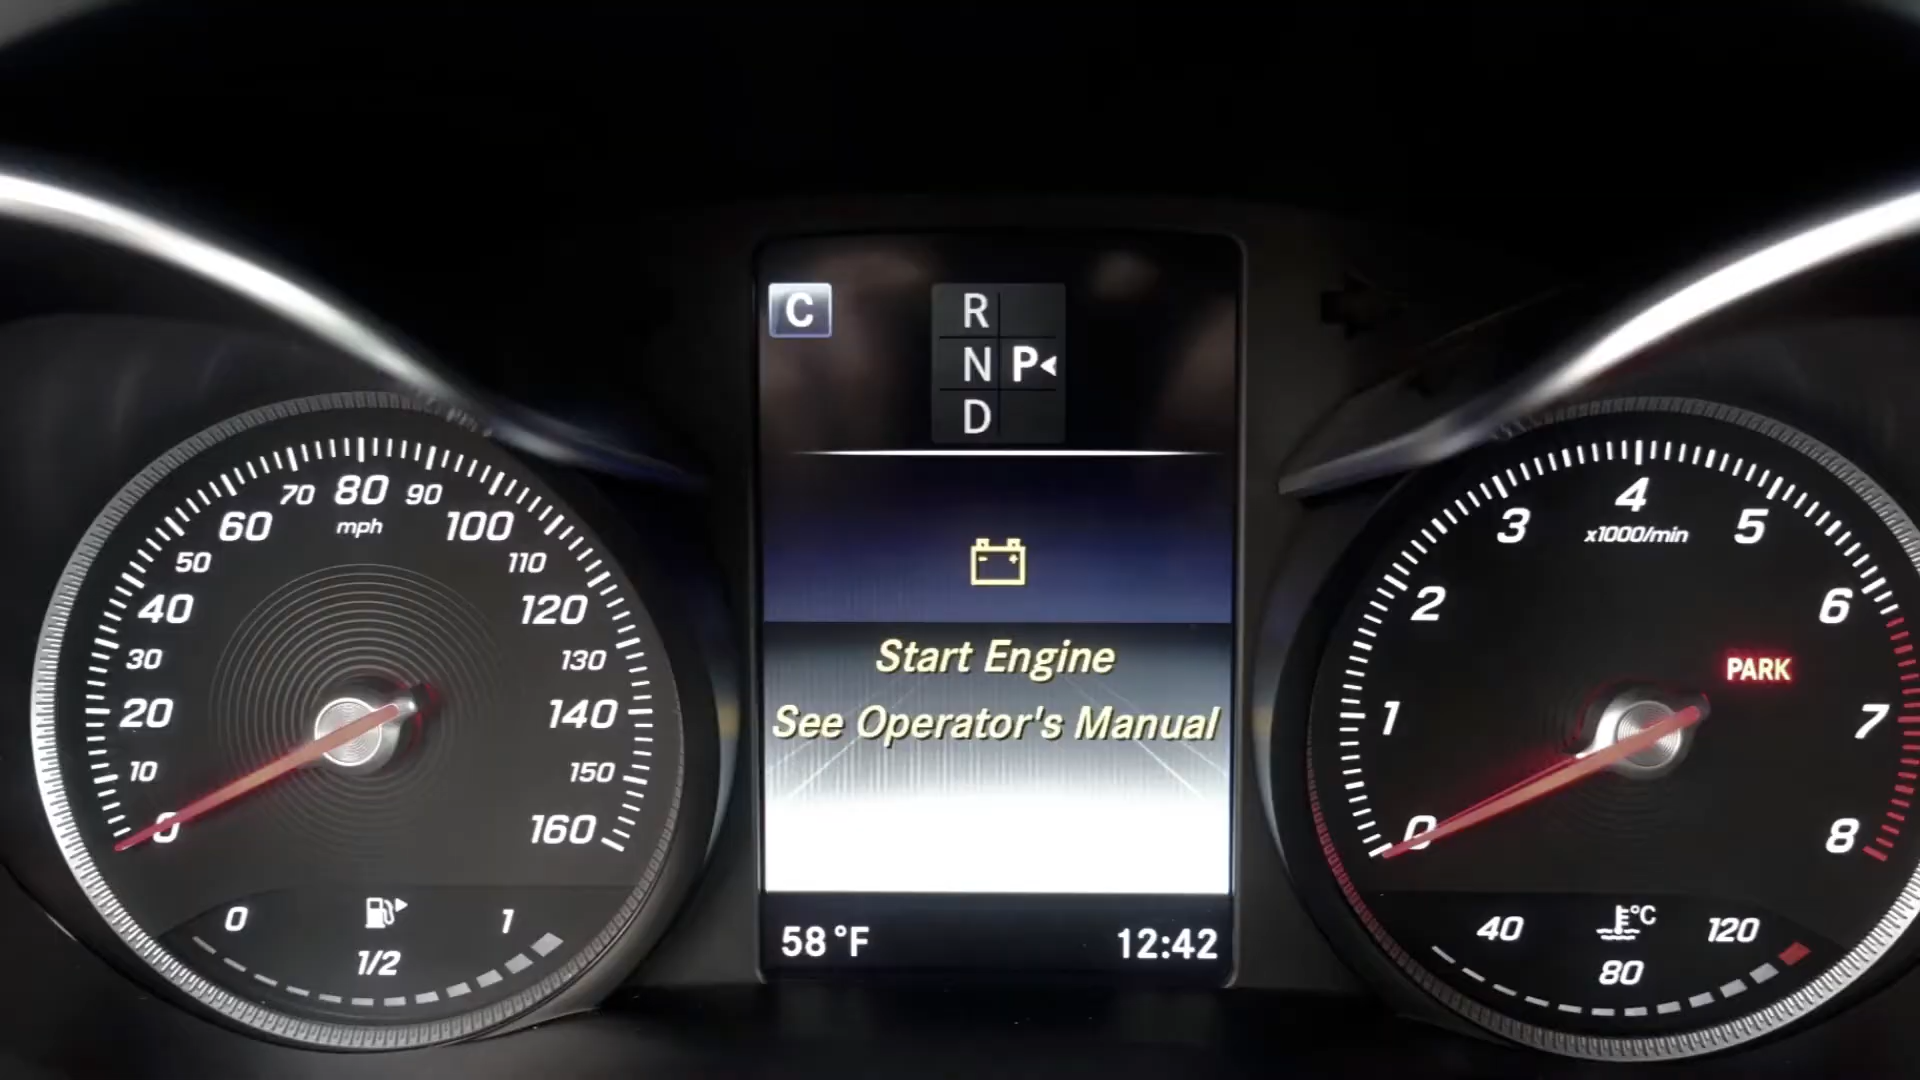 C
R
N P
D
70 80 90
60 mph 100
50 110
40 120
30 130
20 140
10 150
0 160
0 1
1/2
Start Engine
See Operator's Manual
58°F 12:42
4
3 x1000/min 5
2 6
PARK
1 7
0 8
40 °C 120
80